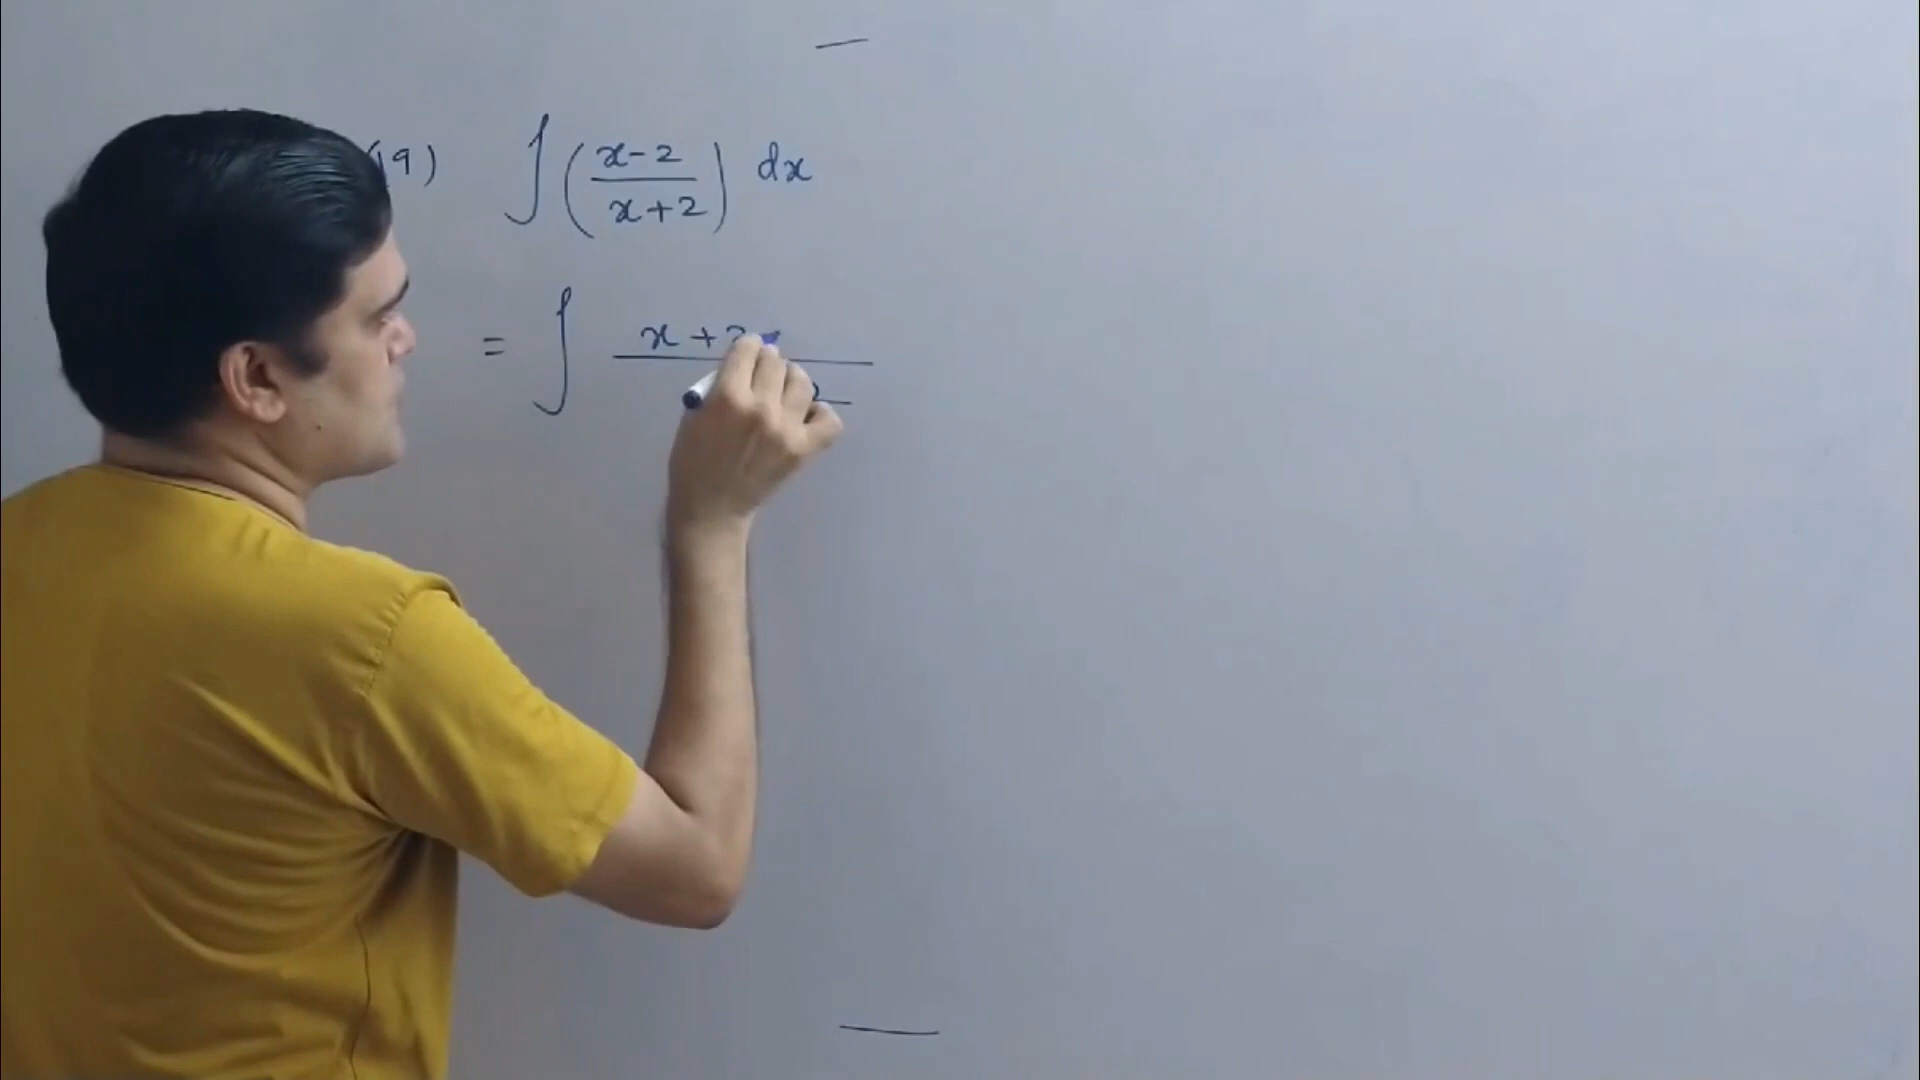 (19) ∫ (x-2 / x+2) dx
= ∫ x+2